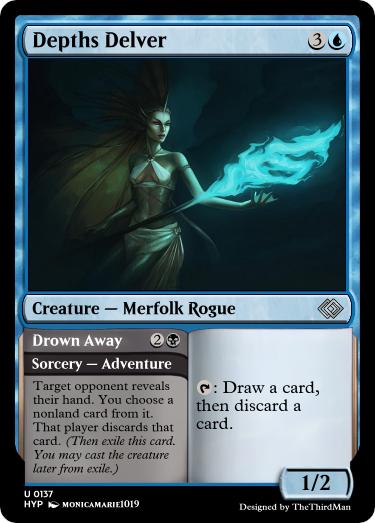 Depths Delver 3
Creature — Merfolk Rogue
Drown Away 2
Sorcery — Adventure
Target opponent reveals
their hand. You choose a
nonland card from it.
That player discards that
card. (Then exile this card.
You may cast the creature
later from exile.)
: Draw a card,
then discard a
card.
1/2
U 0137
HYP MONICAMARIE1019
Designed by TheThirdMan